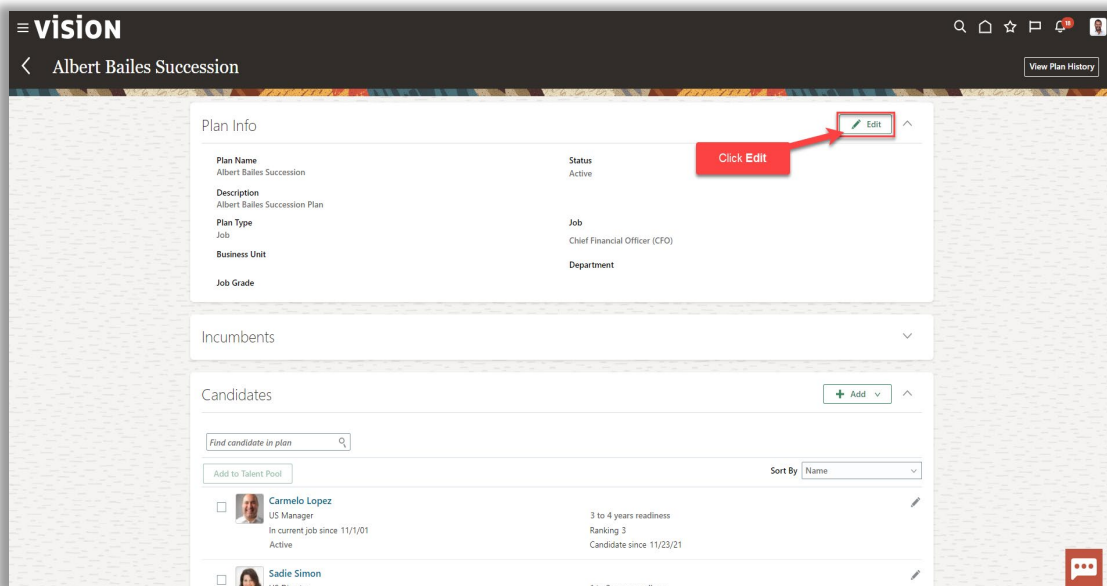 vision
18
Albert Bailes Succession
View Plan History
Plan Info
Edit
Click Edit
Plan Name
Albert Bailes Succession
Status
Active
Description
Albert Bailes Succession Plan
Plan Type
Job
Job
Chief Financial Officer (CFO)
Business Unit
Department
Job Grade
Incumbents
Candidates
Add
Find candidate in plan
Add to Talent Pool
Sort By Name
Carmelo Lopez
US Manager
In current job since 11/1/01
Active
3 to 4 years readiness
Ranking 3
Candidate since 11/23/21
Sadie Simon